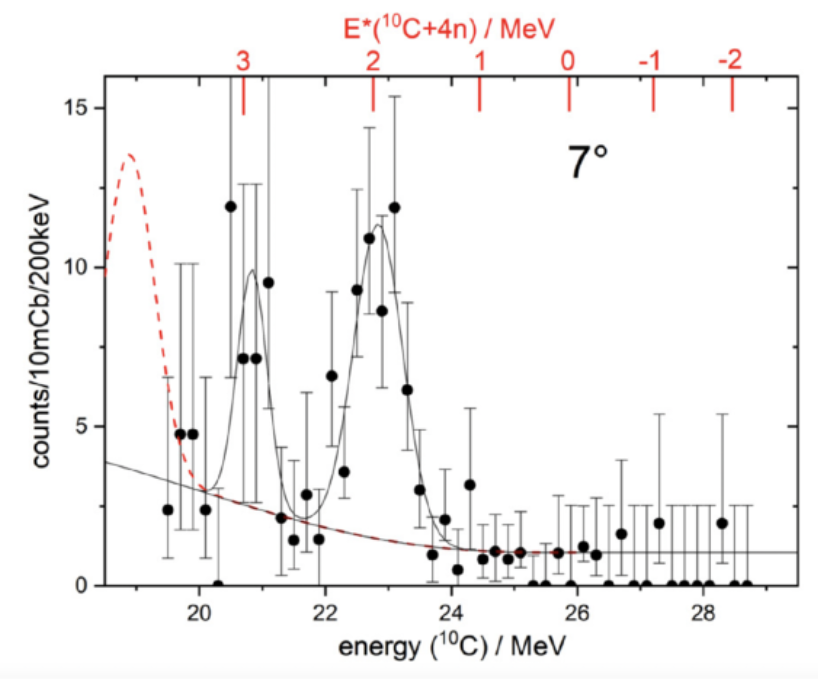 E*(¹⁰C+4n) / MeV
3 2 1 0 -1 -2
7°
15
10
5
0
counts/10mCb/200keV
20 22 24 26 28
energy (¹⁰C) / MeV